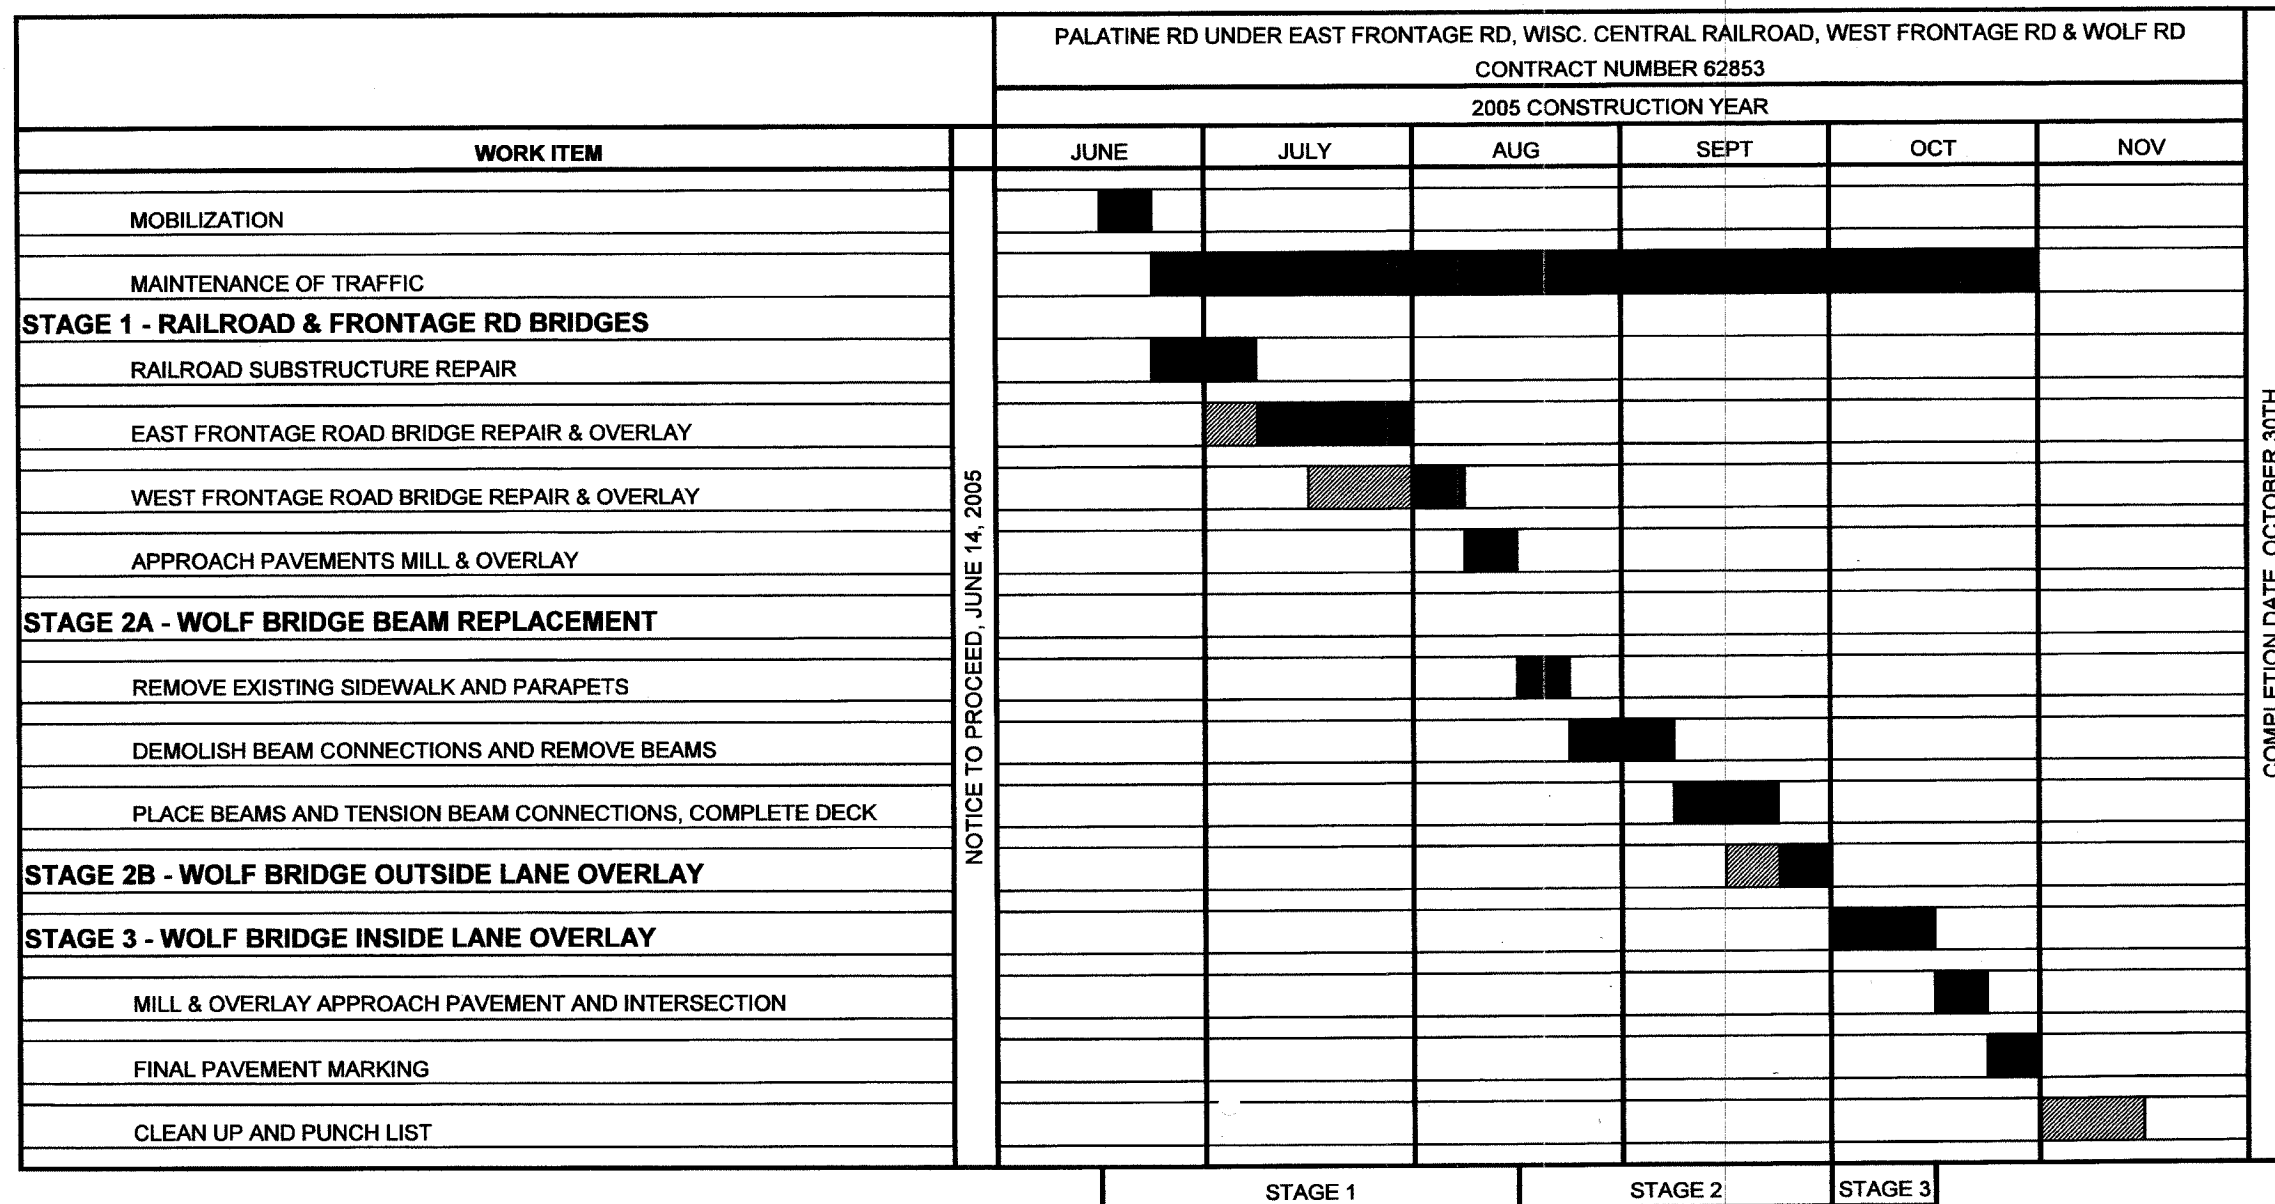 PALATINE RD UNDER EAST FRONTAGE RD, WISC. CENTRAL RAILROAD, WEST FRONTAGE RD & WOLF RD
CONTRACT NUMBER 62853
2005 CONSTRUCTION YEAR
WORK ITEM
JUNE
JULY
AUG
SEPT
OCT
NOV
MOBILIZATION
MAINTENANCE OF TRAFFIC
STAGE 1 - RAILROAD & FRONTAGE RD BRIDGES
RAILROAD SUBSTRUCTURE REPAIR
EAST FRONTAGE ROAD BRIDGE REPAIR & OVERLAY
WEST FRONTAGE ROAD BRIDGE REPAIR & OVERLAY
APPROACH PAVEMENTS MILL & OVERLAY
STAGE 2A - WOLF BRIDGE BEAM REPLACEMENT
REMOVE EXISTING SIDEWALK AND PARAPETS
DEMOLISH BEAM CONNECTIONS AND REMOVE BEAMS
PLACE BEAMS AND TENSION BEAM CONNECTIONS, COMPLETE DECK
STAGE 2B - WOLF BRIDGE OUTSIDE LANE OVERLAY
STAGE 3 - WOLF BRIDGE INSIDE LANE OVERLAY
MILL & OVERLAY APPROACH PAVEMENT AND INTERSECTION
FINAL PAVEMENT MARKING
CLEAN UP AND PUNCH LIST
NOTICE TO PROCEED, JUNE 14, 2005
COMPLETION DATE OCTOBER 30TH
STAGE 1
STAGE 2
STAGE 3